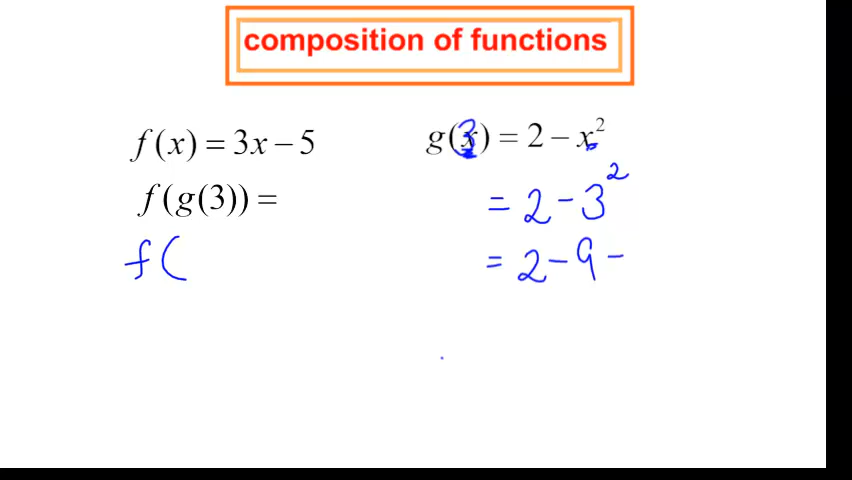 composition of functions
f(x) = 3x − 5
g(3) = 2 − x²
f(g(3)) =
= 2 − 3²
f(
= 2 − 9 −